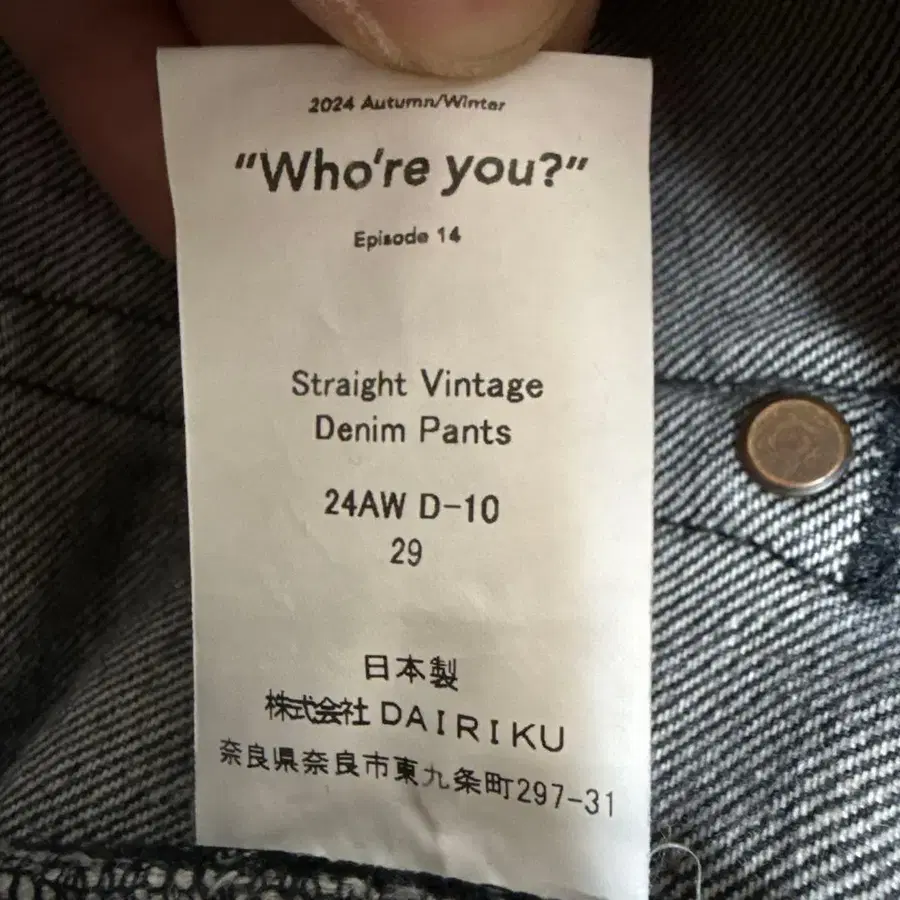 2024 Autumn/Winter
"Who're you?"
Episode 14
Straight Vintage
Denim Pants
24AW D-10
29
日本製
株式会社 DAIRIKU
奈良県奈良市東九条町297-31